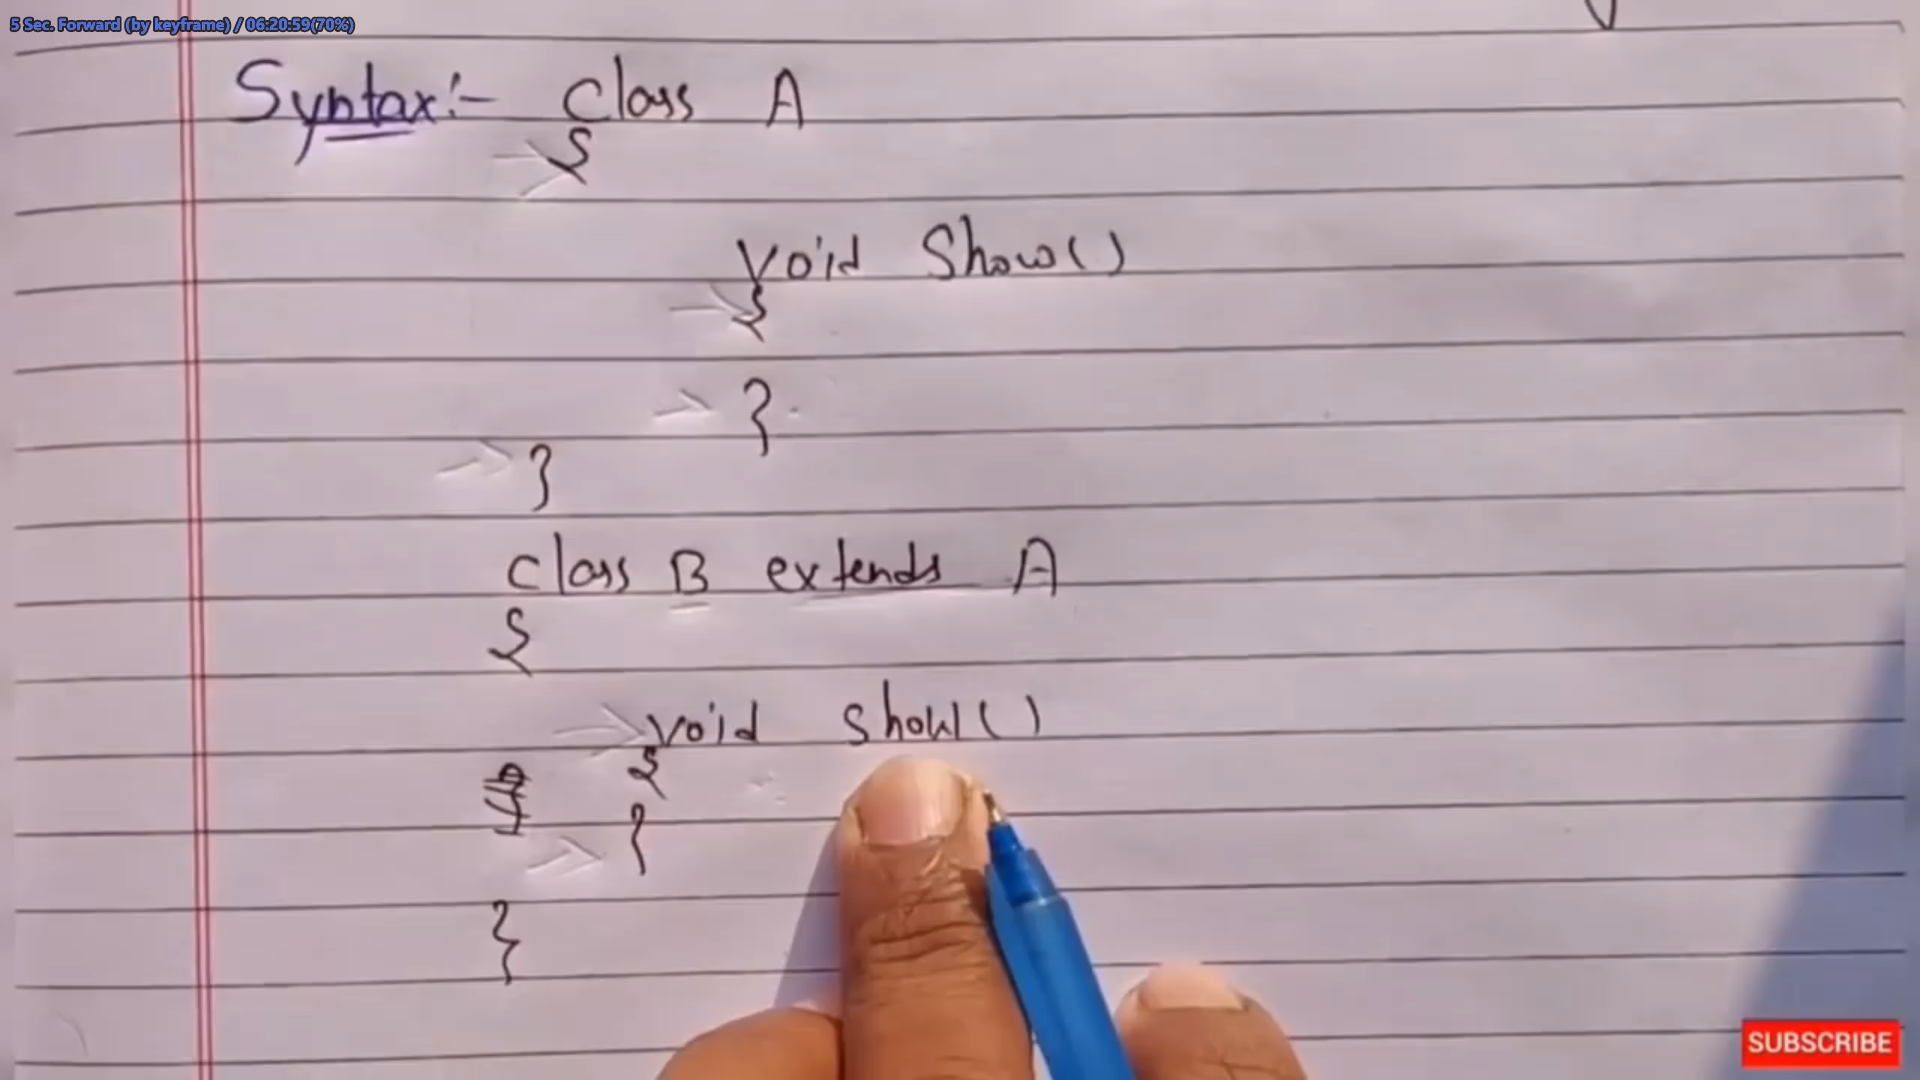 5 Sec. Forward (by keyframe) / 06:20:59(70%)
Syntax:- Class A
{
Void Show()
{
}
}
class B extends A
{
void show()
{
}
}
SUBSCRIBE